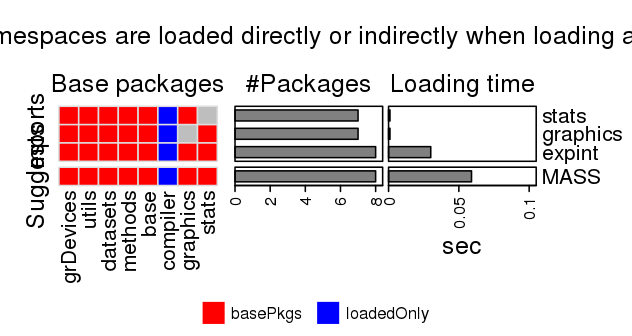 mespaces are loaded directly or indirectly when loading a
Base packages #Packages Loading time
stats
graphics
expint
MASS
Imports
Suggests
grDevices
utils
datasets
methods
base
compiler
graphics
stats
0 2 4 6 8
0 0.05 0.1
sec
basePkgs loadedOnly